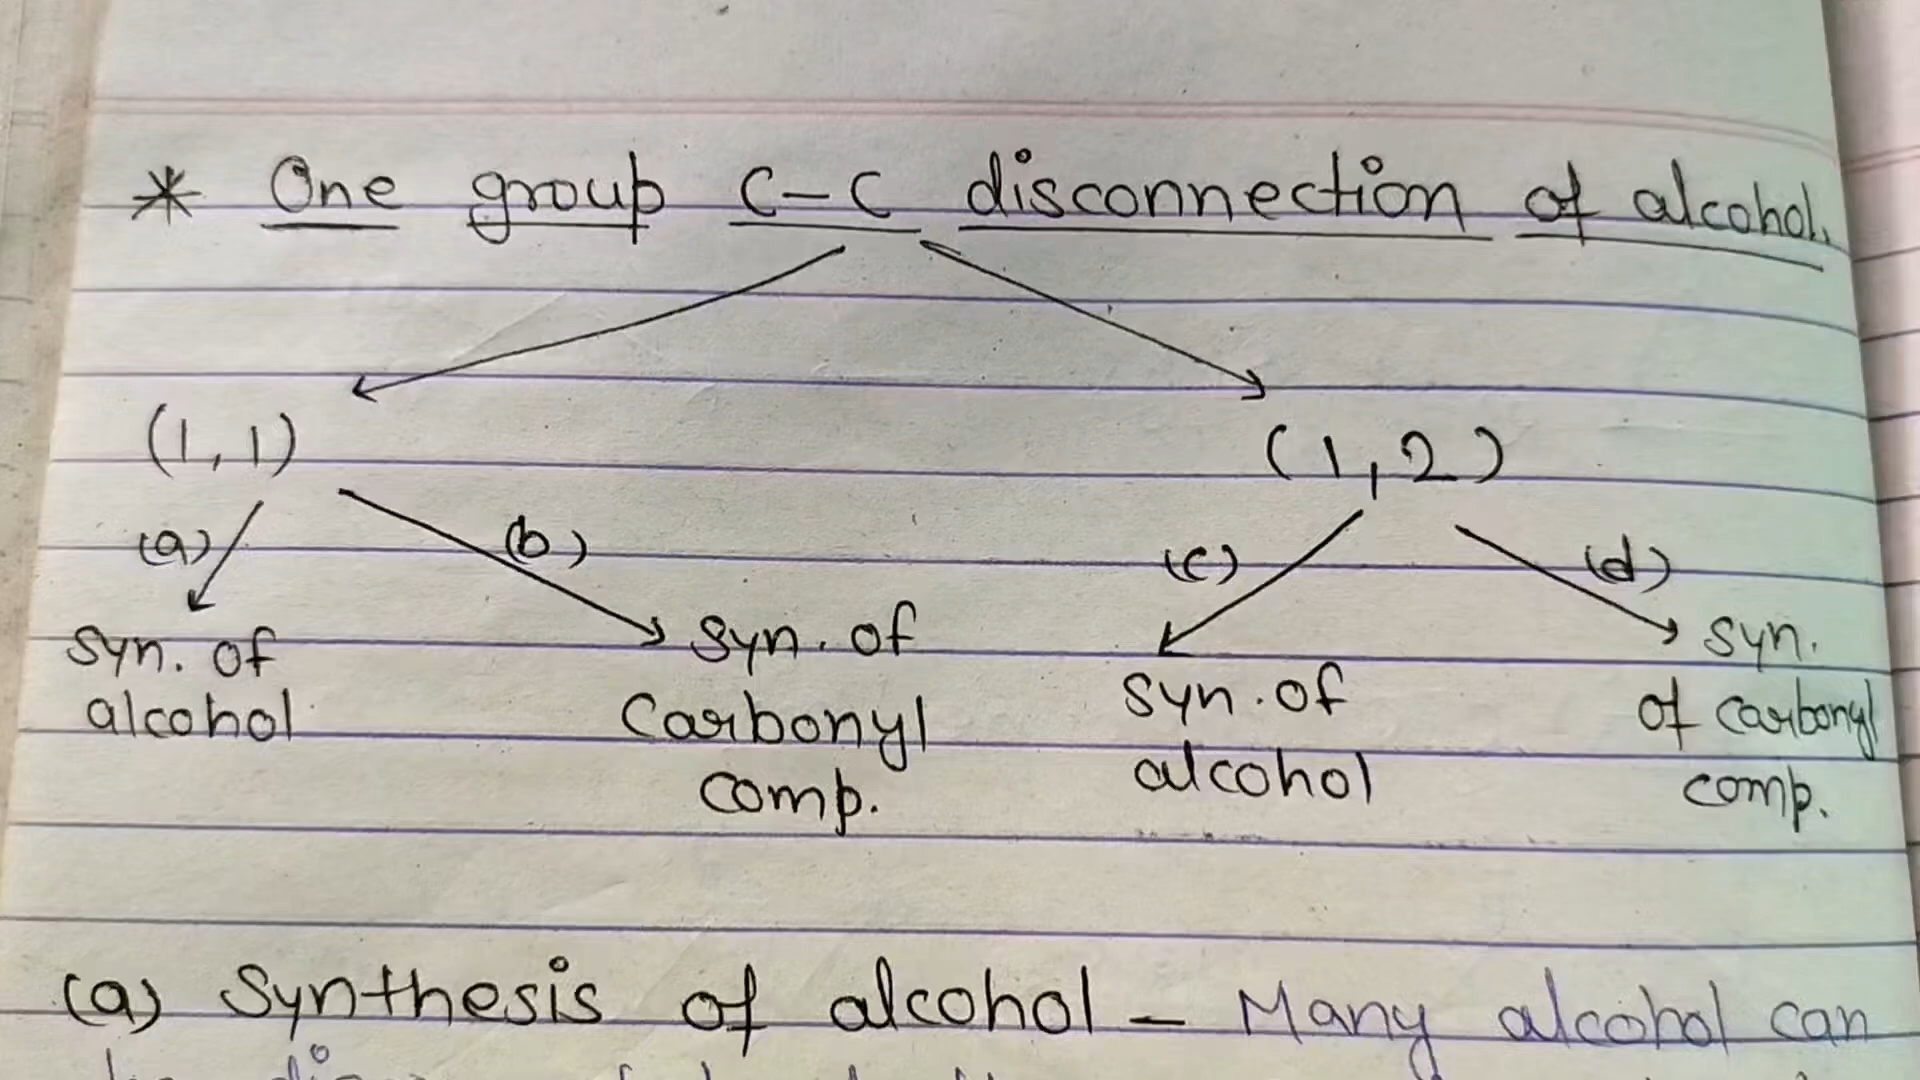 * One group C-C disconnection of alcohol.
(1,1) (1,2)
(a) (b) (c) (d)
syn. of alcohol
syn. of Carbonyl comp.
syn. of alcohol
syn. of carbonyl comp.
(a) Synthesis of alcohol - Many alcohol can